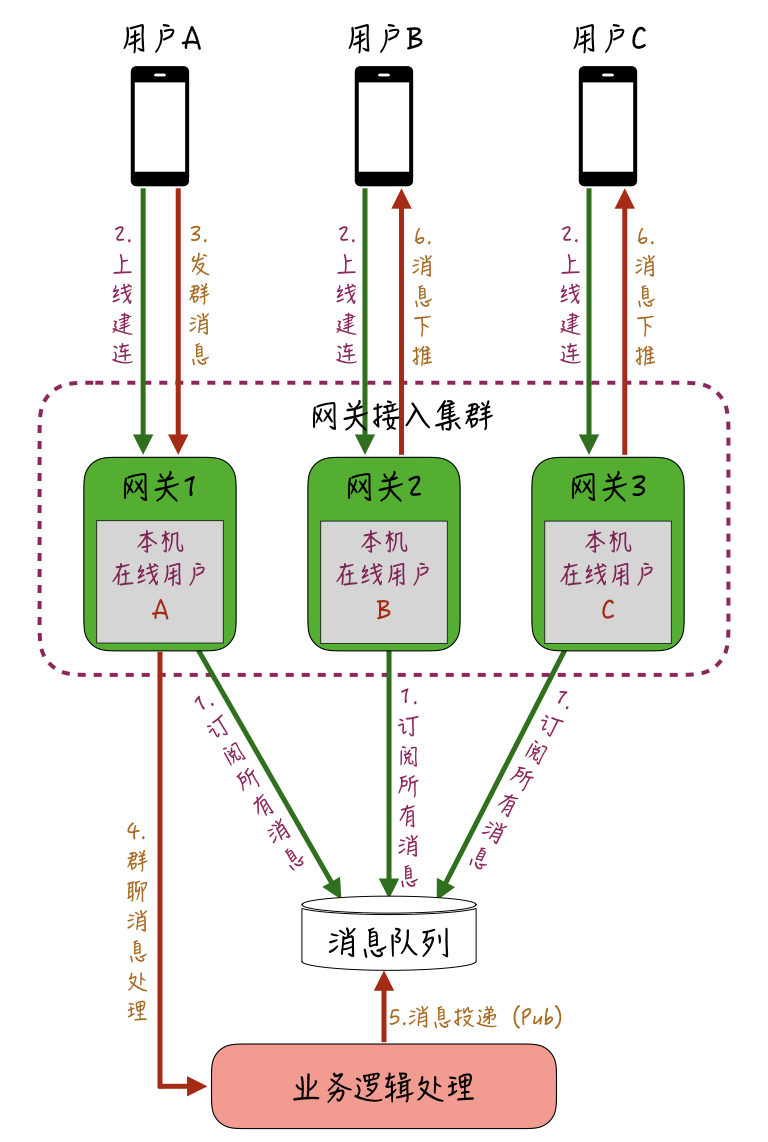 用户A
用户B
用户C
2.上线建连
3.发群消息
2.上线建连
6.消息下推
2.上线建连
6.消息下推
网关接入集群
网关1
网关2
网关3
本机
在线用户
A
本机
在线用户
B
本机
在线用户
C
1.订阅所有消息
1.订阅所有消息
1.订阅所有消息
4.群聊消息处理
消息队列
5.消息投递（Pub）
业务逻辑处理